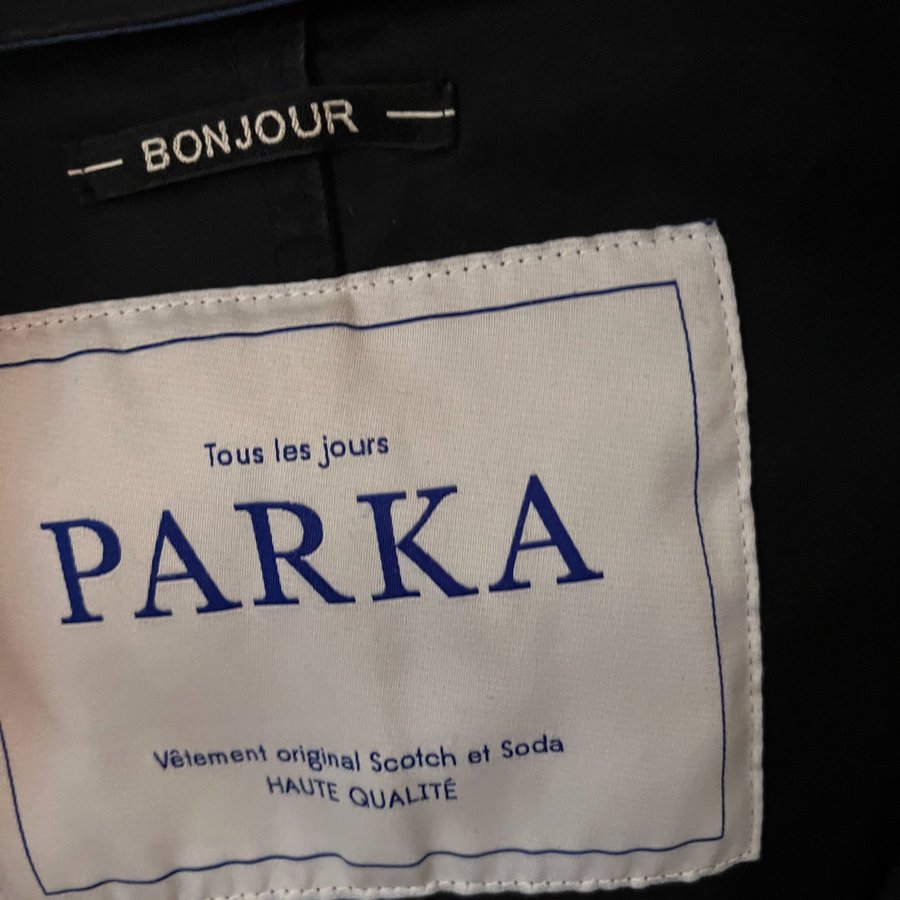 — BONJOUR —
Tous les jours
PARKA
Vêtement original Scotch et Soda
HAUTE QUALITÉ